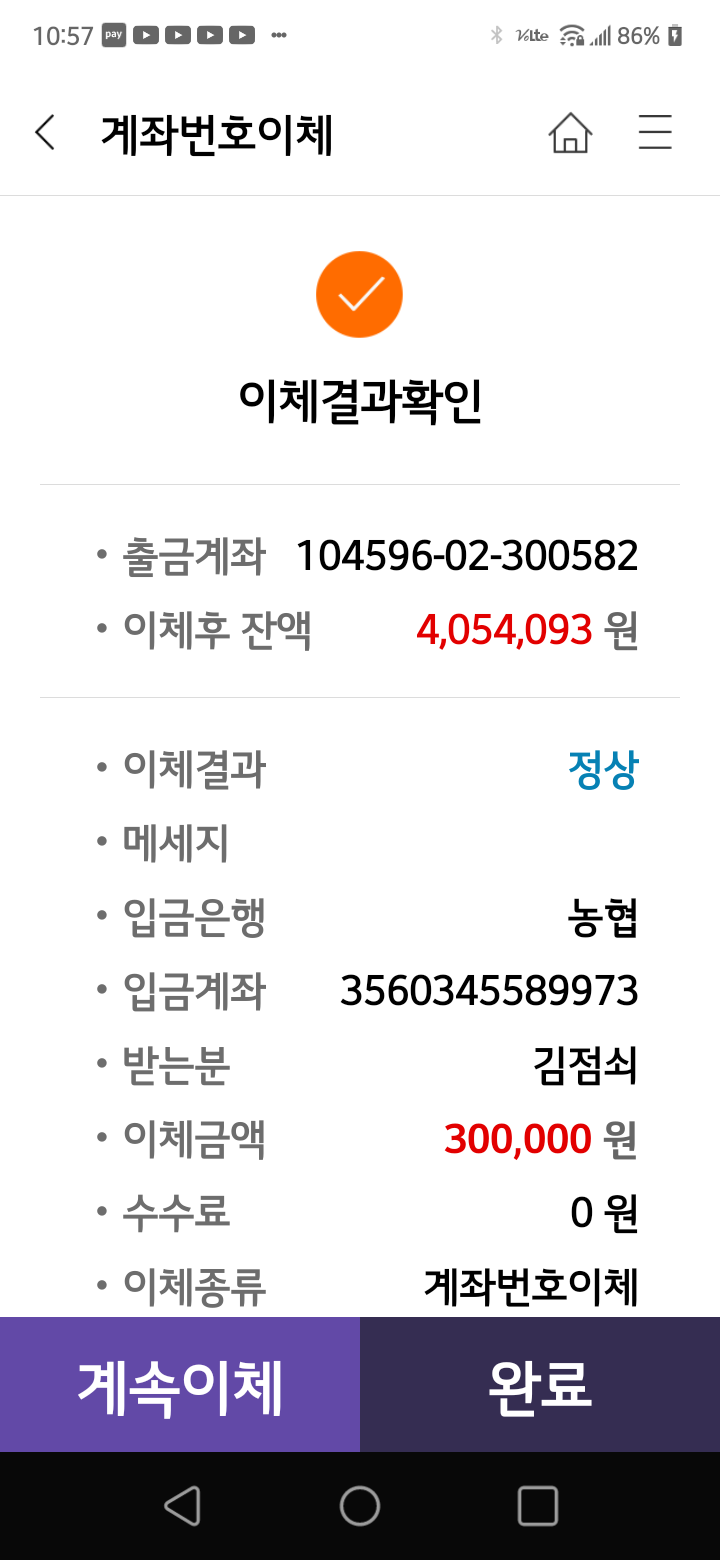 10:57 pay VoLTE 86%
계좌번호이체
이체결과확인
• 출금계좌 104596-02-300582
• 이체후 잔액 4,054,093 원
• 이체결과 정상
• 메세지
• 입금은행 농협
• 입금계좌 3560345589973
• 받는분 김점쇠
• 이체금액 300,000 원
• 수수료 0 원
• 이체종류 계좌번호이체
계속이체 완료